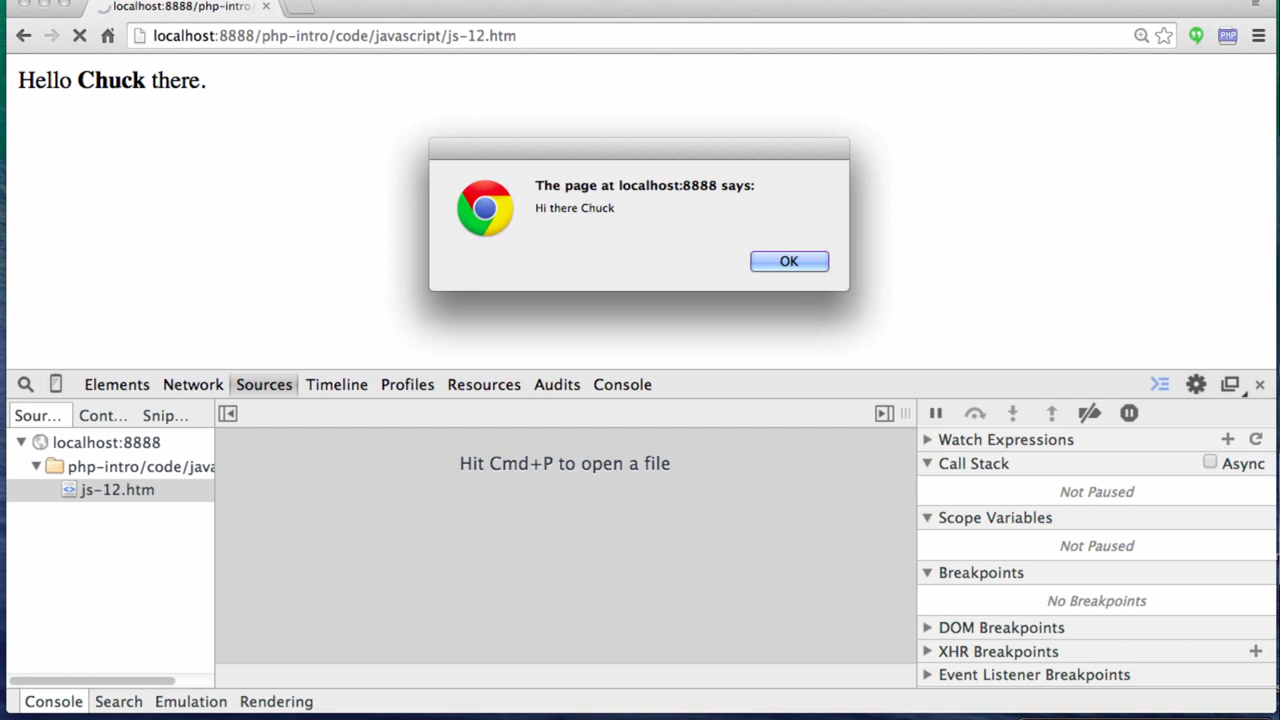 localhost:8888/php-intro/
localhost:8888/php-intro/code/javascript/js-12.htm
PHP
Hello Chuck there.
The page at localhost:8888 says:
Hi there Chuck
OK
Elements Network Sources Timeline Profiles Resources Audits Console
Sour... Cont... Snip...
localhost:8888
php-intro/code/java
js-12.htm
Hit Cmd+P to open a file
Watch Expressions
Call Stack Async
Not Paused
Scope Variables
Not Paused
Breakpoints
No Breakpoints
DOM Breakpoints
XHR Breakpoints
Event Listener Breakpoints
Console Search Emulation Rendering